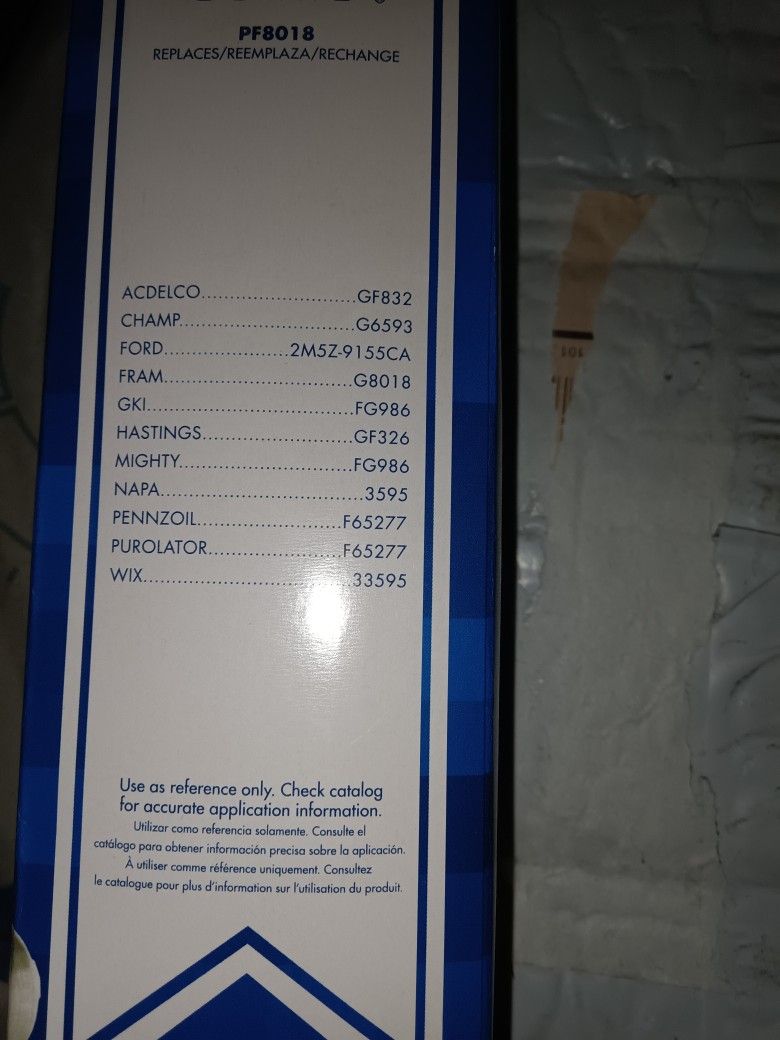 PF8018
REPLACES/REEMPLAZA/RECHANGE
ACDELCO...........................GF832
CHAMP..............................G6593
FORD.....................2M5Z-9155CA
FRAM................................G8018
GKI...................................FG986
HASTINGS..........................GF326
MIGHTY.............................FG986
NAPA..................................3595
PENNZOIL........................F65277
PUROLATOR......................F65277
WIX...................................33595
Use as reference only. Check catalog
for accurate application information.
Utilizar como referencia solamente. Consulte el
catálogo para obtener información precisa sobre la aplicación.
À utiliser comme référence uniquement. Consultez
le catalogue pour plus d'information sur l'utilisation du produit.